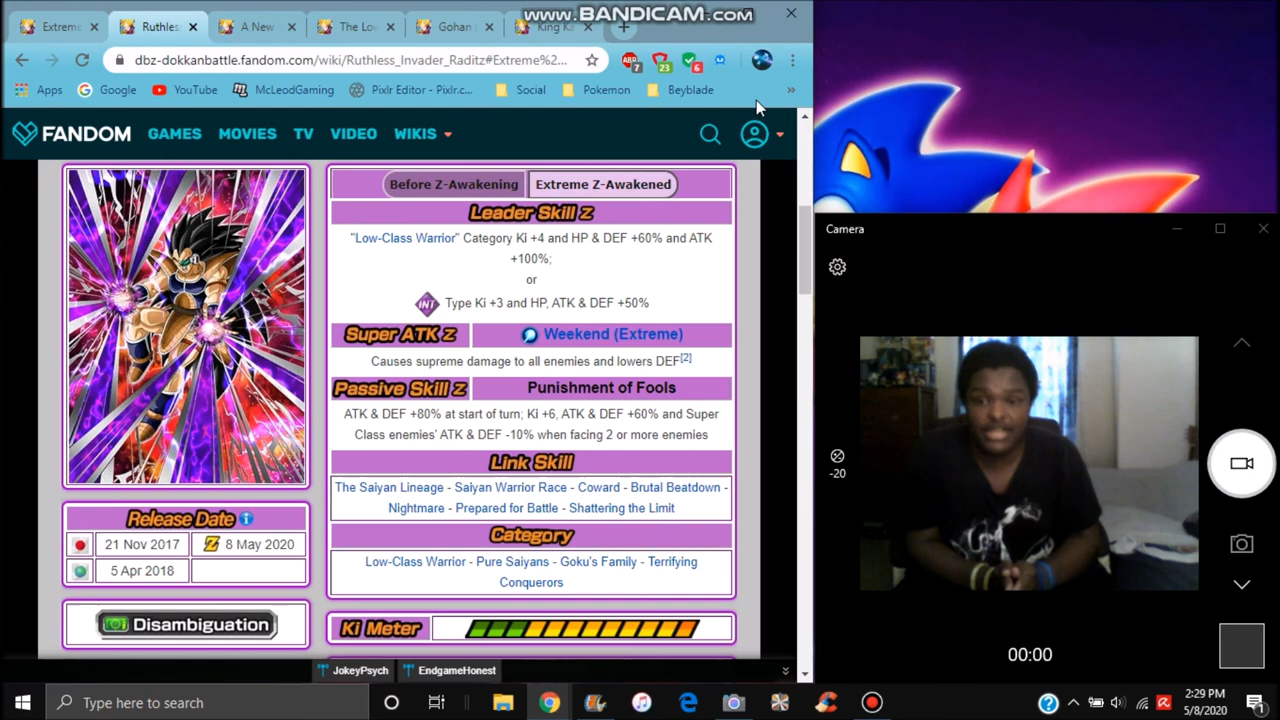 www.BANDICAM.com
Extreme
Ruthles
A New
The Low
Gohan
King K
dbz-dokkanbattle.fandom.com/wiki/Ruthless_Invader_Raditz#Extreme%2...
7
23
6
Apps
Google
YouTube
McLeodGaming
Pixlr Editor - Pixlr.c...
Social
Pokemon
Beyblade
»
FANDOM
GAMES
MOVIES
TV
VIDEO
WIKIS
Before Z-Awakening
Extreme Z-Awakened
Leader Skill Z
"Low-Class Warrior" Category Ki +4 and HP & DEF +60% and ATK
+100%;
or
INT Type Ki +3 and HP, ATK & DEF +50%
Super ATK Z
Weekend (Extreme)
Causes supreme damage to all enemies and lowers DEF[2]
Passive Skill Z
Punishment of Fools
ATK & DEF +80% at start of turn; Ki +6, ATK & DEF +60% and Super
Class enemies' ATK & DEF -10% when facing 2 or more enemies
Link Skill
The Saiyan Lineage - Saiyan Warrior Race - Coward - Brutal Beatdown -
Nightmare - Prepared for Battle - Shattering the Limit
Category
Low-Class Warrior - Pure Saiyans - Goku's Family - Terrifying
Conquerors
Ki Meter
Release Date
21 Nov 2017
Z
8 May 2020
5 Apr 2018
Disambiguation
JokeyPsych
EndgameHonest
Camera
-20
00:00
Type here to search
2:29 PM
5/8/2020